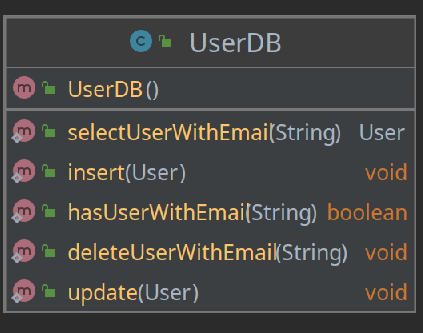 UserDB
UserDB()
selectUserWithEmai(String) User
insert(User) void
hasUserWithEmai(String) boolean
deleteUserWithEmail(String) void
update(User) void